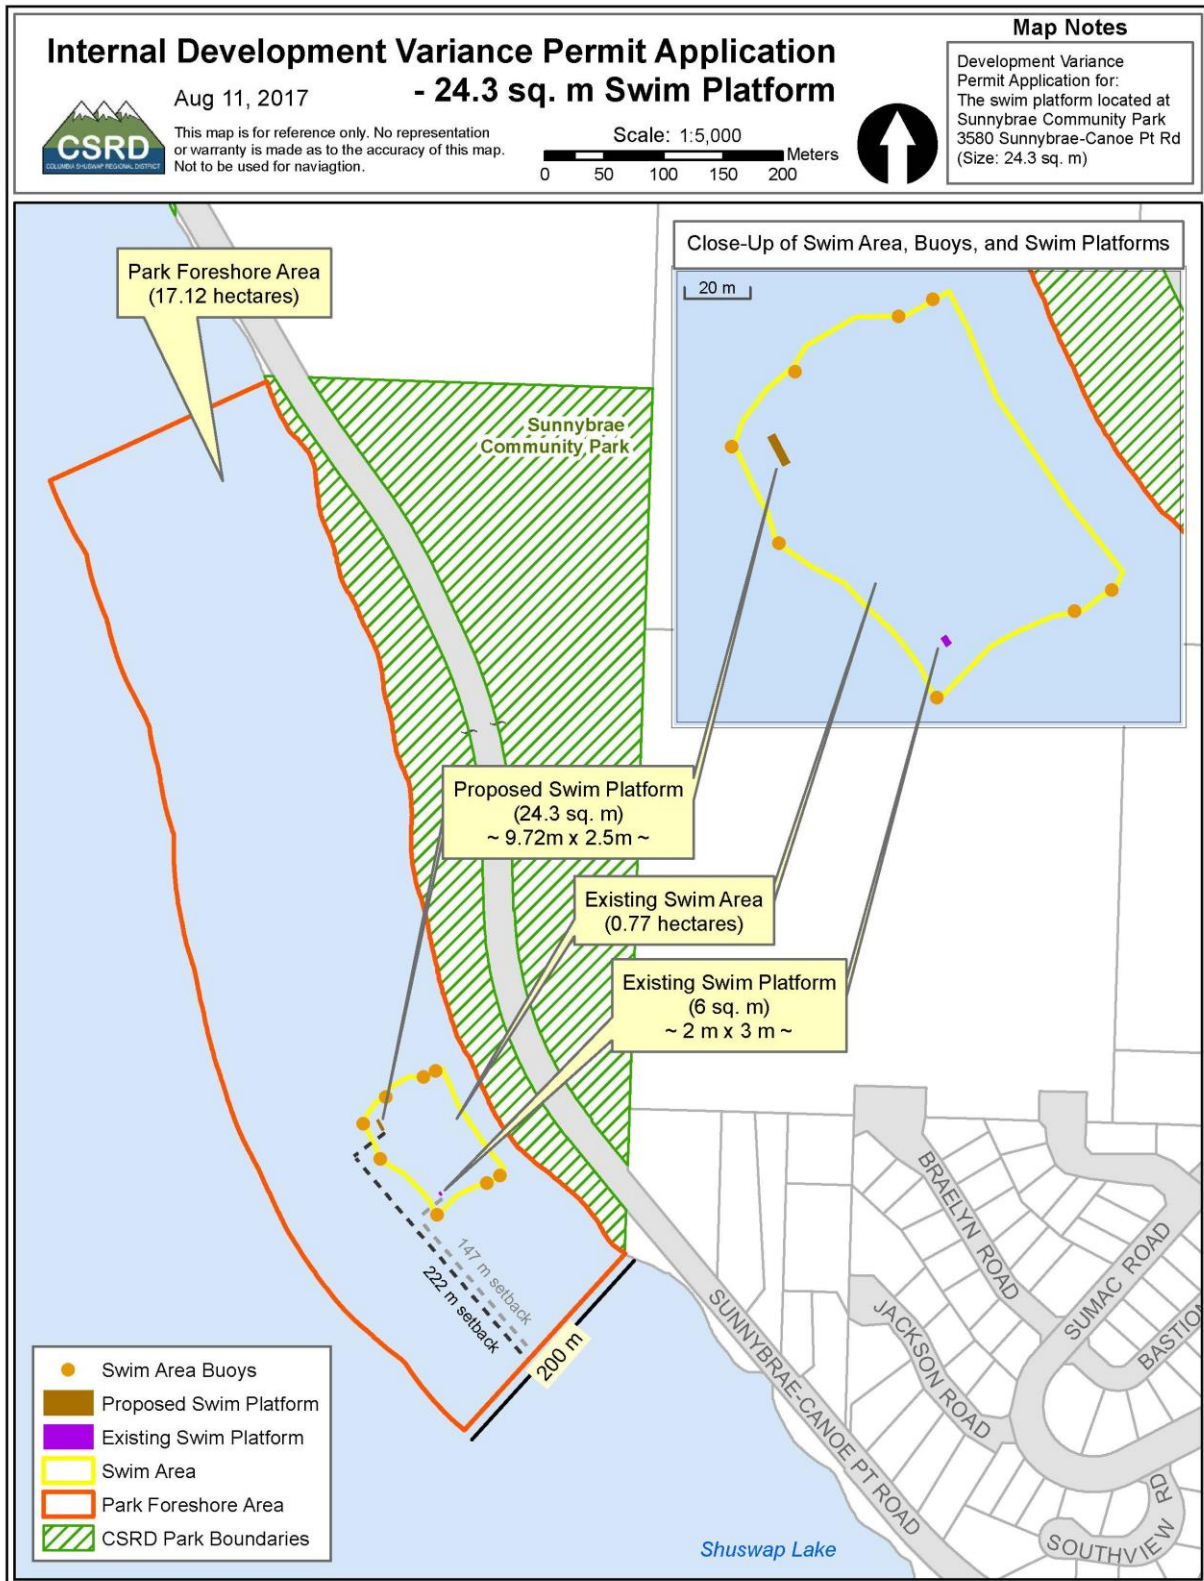 Internal Development Variance Permit Application
- 24.3 sq. m Swim Platform
Aug 11, 2017
This map is for reference only. No representation
or warranty is made as to the accuracy of this map.
Not to be used for naviagtion.
CSRD
COLUMBIA SHUSWAP REGIONAL DISTRICT
Scale: 1:5,000
Meters
0 50 100 150 200
Map Notes
Development Variance
Permit Application for:
The swim platform located at
Sunnybrae Community Park
3580 Sunnybrae-Canoe Pt Rd
(Size: 24.3 sq. m)
Park Foreshore Area
(17.12 hectares)
Close-Up of Swim Area, Buoys, and Swim Platforms
20 m
Sunnybrae
Community Park
Proposed Swim Platform
(24.3 sq. m)
~ 9.72m x 2.5m ~
Existing Swim Area
(0.77 hectares)
Existing Swim Platform
(6 sq. m)
~ 2 m x 3 m ~
147 m setback
222 m setback
200 m
SUNNYBRAE-CANOE PT ROAD
BRAELYN ROAD
JACKSON ROAD
SUMAC ROAD
BASTIO
SOUTHVIEW
RD
Shuswap Lake
Swim Area Buoys
Proposed Swim Platform
Existing Swim Platform
Swim Area
Park Foreshore Area
CSRD Park Boundaries